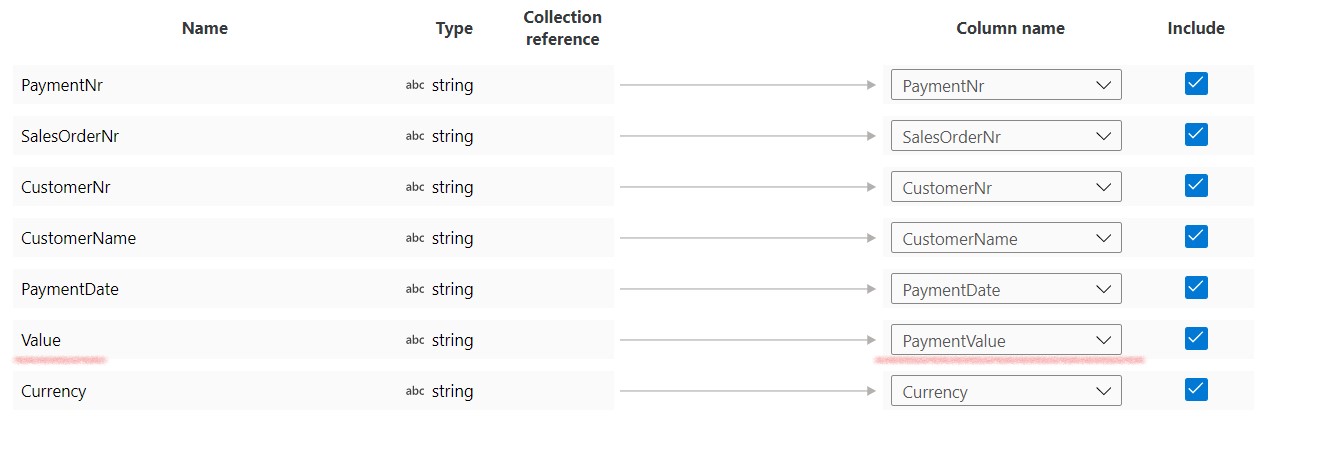 Name Type Collection reference Column name Include
PaymentNr abc string PaymentNr
SalesOrderNr abc string SalesOrderNr
CustomerNr abc string CustomerNr
CustomerName abc string CustomerName
PaymentDate abc string PaymentDate
Value abc string PaymentValue
Currency abc string Currency